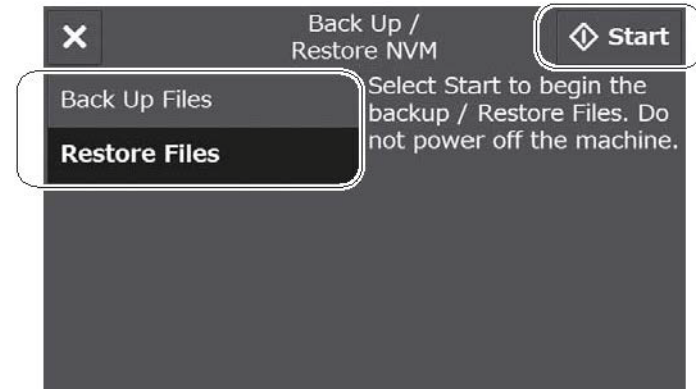 Back Up /
Restore NVM
Start
Back Up Files
Restore Files
Select Start to begin the
backup / Restore Files. Do
not power off the machine.